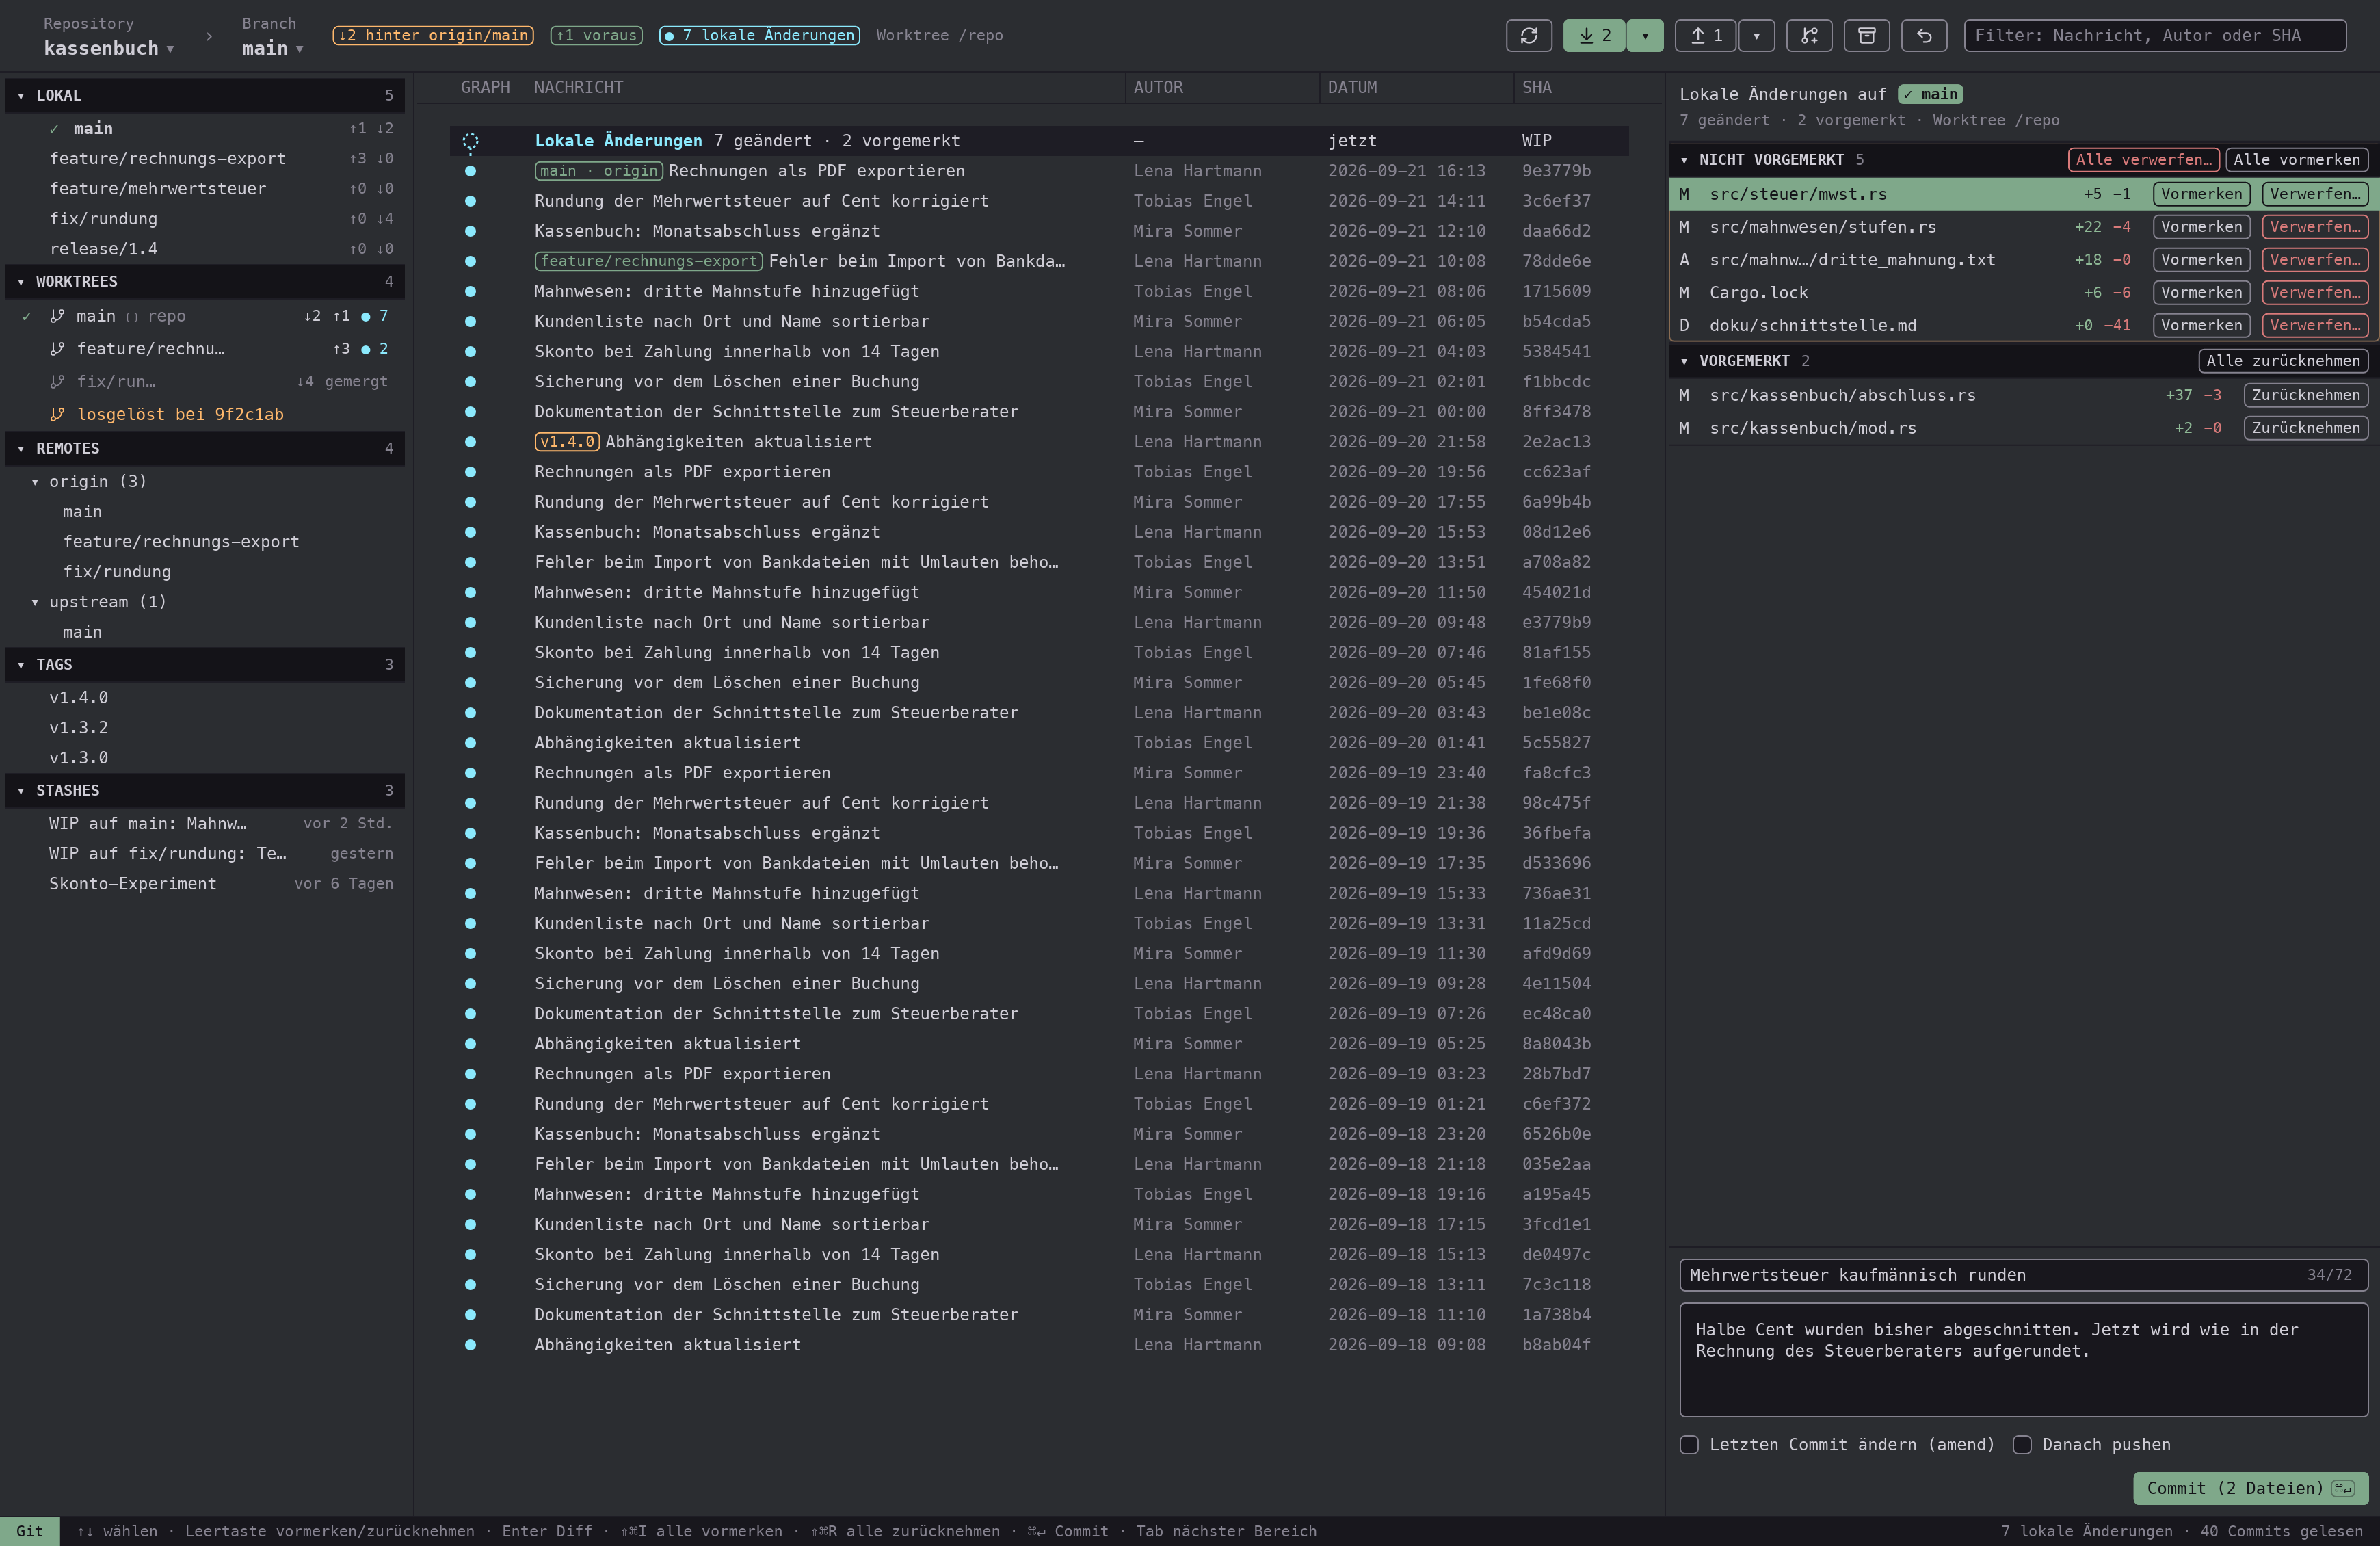 Repository
kassenbuch ▾
›
Branch
main ▾
↓2 hinter origin/main
↑1 voraus
● 7 lokale Änderungen
Worktree /repo
↓ 2 ▾
↑ 1 ▾
Filter: Nachricht, Autor oder SHA
▾ LOKAL 5
✓ main ↑1 ↓2
feature/rechnungs-export ↑3 ↓0
feature/mehrwertsteuer ↑0 ↓0
fix/rundung ↑0 ↓4
release/1.4 ↑0 ↓0
▾ WORKTREES 4
✓ main ▢ repo ↓2 ↑1 ● 7
feature/rechnu… ↑3 ● 2
fix/run… ↓4 gemergt
losgelöst bei 9f2c1ab
▾ REMOTES 4
▾ origin (3)
main
feature/rechnungs-export
fix/rundung
▾ upstream (1)
main
▾ TAGS 3
v1.4.0
v1.3.2
v1.3.0
▾ STASHES 3
WIP auf main: Mahnw… vor 2 Std.
WIP auf fix/rundung: Te… gestern
Skonto-Experiment vor 6 Tagen
GRAPH NACHRICHT AUTOR DATUM SHA
Lokale Änderungen 7 geändert · 2 vorgemerkt — jetzt WIP
main · origin Rechnungen als PDF exportieren Lena Hartmann 2026-09-21 16:13 9e3779b
Rundung der Mehrwertsteuer auf Cent korrigiert Tobias Engel 2026-09-21 14:11 3c6ef37
Kassenbuch: Monatsabschluss ergänzt Mira Sommer 2026-09-21 12:10 daa66d2
feature/rechnungs-export Fehler beim Import von Bankda… Lena Hartmann 2026-09-21 10:08 78dde6e
Mahnwesen: dritte Mahnstufe hinzugefügt Tobias Engel 2026-09-21 08:06 1715609
Kundenliste nach Ort und Name sortierbar Mira Sommer 2026-09-21 06:05 b54cda5
Skonto bei Zahlung innerhalb von 14 Tagen Lena Hartmann 2026-09-21 04:03 5384541
Sicherung vor dem Löschen einer Buchung Tobias Engel 2026-09-21 02:01 f1bbcdc
Dokumentation der Schnittstelle zum Steuerberater Mira Sommer 2026-09-21 00:00 8ff3478
v1.4.0 Abhängigkeiten aktualisiert Lena Hartmann 2026-09-20 21:58 2e2ac13
Rechnungen als PDF exportieren Tobias Engel 2026-09-20 19:56 cc623af
Rundung der Mehrwertsteuer auf Cent korrigiert Mira Sommer 2026-09-20 17:55 6a99b4b
Kassenbuch: Monatsabschluss ergänzt Lena Hartmann 2026-09-20 15:53 08d12e6
Fehler beim Import von Bankdateien mit Umlauten beho… Tobias Engel 2026-09-20 13:51 a708a82
Mahnwesen: dritte Mahnstufe hinzugefügt Mira Sommer 2026-09-20 11:50 454021d
Kundenliste nach Ort und Name sortierbar Lena Hartmann 2026-09-20 09:48 e3779b9
Skonto bei Zahlung innerhalb von 14 Tagen Tobias Engel 2026-09-20 07:46 81af155
Sicherung vor dem Löschen einer Buchung Mira Sommer 2026-09-20 05:45 1fe68f0
Dokumentation der Schnittstelle zum Steuerberater Lena Hartmann 2026-09-20 03:43 be1e08c
Abhängigkeiten aktualisiert Tobias Engel 2026-09-20 01:41 5c55827
Rechnungen als PDF exportieren Mira Sommer 2026-09-19 23:40 fa8cfc3
Rundung der Mehrwertsteuer auf Cent korrigiert Lena Hartmann 2026-09-19 21:38 98c475f
Kassenbuch: Monatsabschluss ergänzt Tobias Engel 2026-09-19 19:36 36fbefa
Fehler beim Import von Bankdateien mit Umlauten beho… Mira Sommer 2026-09-19 17:35 d533696
Mahnwesen: dritte Mahnstufe hinzugefügt Lena Hartmann 2026-09-19 15:33 736ae31
Kundenliste nach Ort und Name sortierbar Tobias Engel 2026-09-19 13:31 11a25cd
Skonto bei Zahlung innerhalb von 14 Tagen Mira Sommer 2026-09-19 11:30 afd9d69
Sicherung vor dem Löschen einer Buchung Lena Hartmann 2026-09-19 09:28 4e11504
Dokumentation der Schnittstelle zum Steuerberater Tobias Engel 2026-09-19 07:26 ec48ca0
Abhängigkeiten aktualisiert Mira Sommer 2026-09-19 05:25 8a8043b
Rechnungen als PDF exportieren Lena Hartmann 2026-09-19 03:23 28b7bd7
Rundung der Mehrwertsteuer auf Cent korrigiert Tobias Engel 2026-09-19 01:21 c6ef372
Kassenbuch: Monatsabschluss ergänzt Mira Sommer 2026-09-18 23:20 6526b0e
Fehler beim Import von Bankdateien mit Umlauten beho… Lena Hartmann 2026-09-18 21:18 035e2aa
Mahnwesen: dritte Mahnstufe hinzugefügt Tobias Engel 2026-09-18 19:16 a195a45
Kundenliste nach Ort und Name sortierbar Mira Sommer 2026-09-18 17:15 3fcd1e1
Skonto bei Zahlung innerhalb von 14 Tagen Lena Hartmann 2026-09-18 15:13 de0497c
Sicherung vor dem Löschen einer Buchung Tobias Engel 2026-09-18 13:11 7c3c118
Dokumentation der Schnittstelle zum Steuerberater Mira Sommer 2026-09-18 11:10 1a738b4
Abhängigkeiten aktualisiert Lena Hartmann 2026-09-18 09:08 b8ab04f
Lokale Änderungen auf ✓ main
7 geändert · 2 vorgemerkt · Worktree /repo
▾ NICHT VORGEMERKT 5 Alle verwerfen… Alle vormerken
M src/steuer/mwst.rs +5 −1 Vormerken Verwerfen…
M src/mahnwesen/stufen.rs +22 −4 Vormerken Verwerfen…
A src/mahnw…/dritte_mahnung.txt +18 −0 Vormerken Verwerfen…
M Cargo.lock +6 −6 Vormerken Verwerfen…
D doku/schnittstelle.md +0 −41 Vormerken Verwerfen…
▾ VORGEMERKT 2 Alle zurücknehmen
M src/kassenbuch/abschluss.rs +37 −3 Zurücknehmen
M src/kassenbuch/mod.rs +2 −0 Zurücknehmen
Mehrwertsteuer kaufmännisch runden 34/72
Halbe Cent wurden bisher abgeschnitten. Jetzt wird wie in der
Rechnung des Steuerberaters aufgerundet.
Letzten Commit ändern (amend) Danach pushen
Commit (2 Dateien) ⌘↵
Git ↑↓ wählen · Leertaste vormerken/zurücknehmen · Enter Diff · ⇧⌘I alle vormerken · ⇧⌘R alle zurücknehmen · ⌘↵ Commit · Tab nächster Bereich
7 lokale Änderungen · 40 Commits gelesen